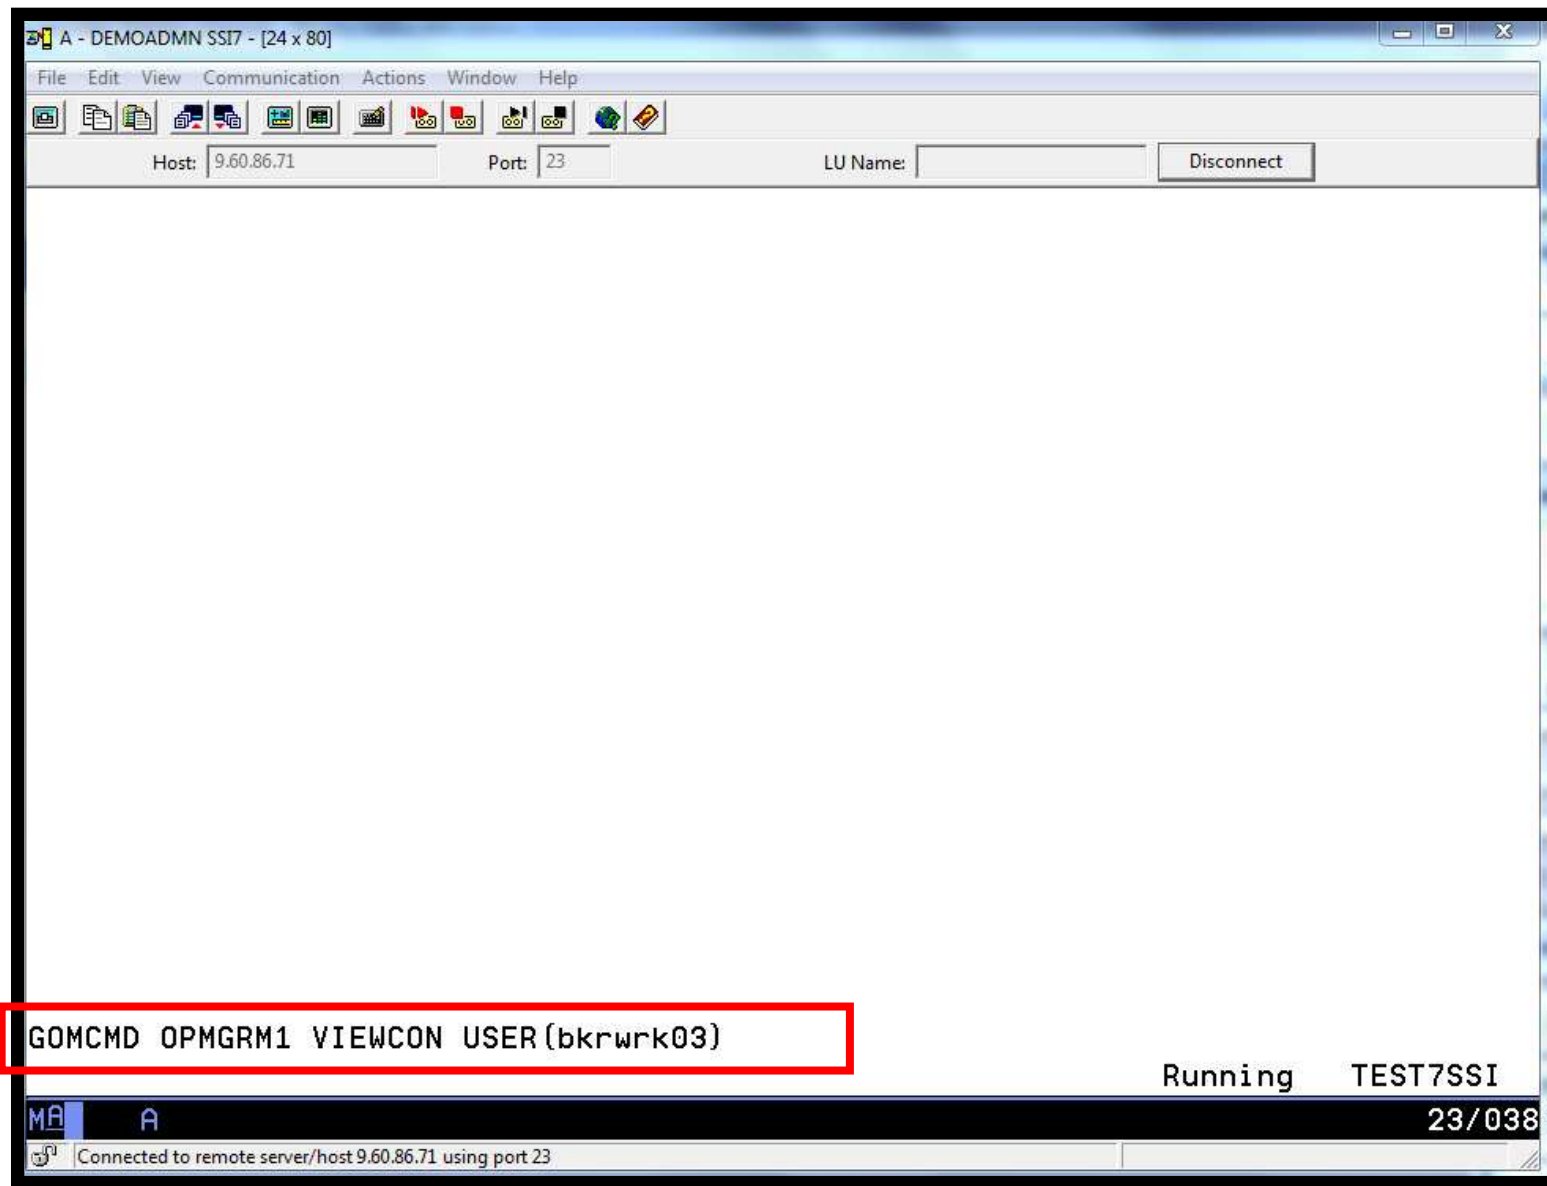 A - DEMOADMN SSI7 - [24 x 80]
File Edit View Communication Actions Window Help
Host: 9.60.86.71 Port: 23 LU Name: Disconnect
GOMCMD OPMGRM1 VIEWCON USER(bkrwrk03)
Running TEST7SSI
MA A 23/038
Connected to remote server/host 9.60.86.71 using port 23